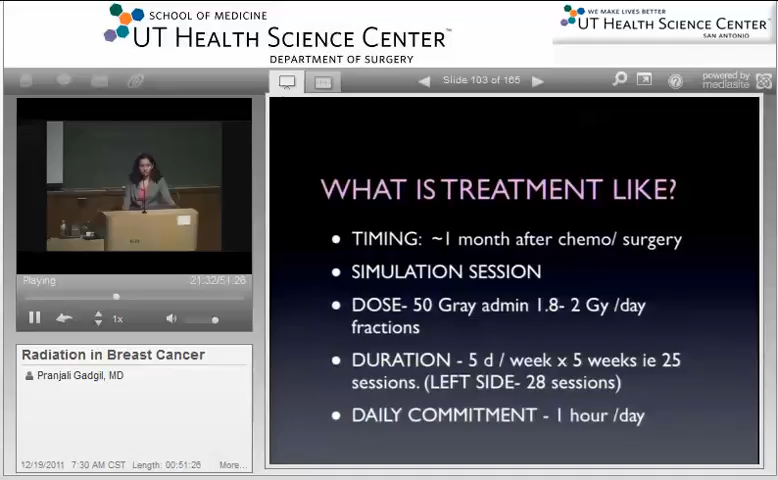 SCHOOL OF MEDICINE
UT HEALTH SCIENCE CENTER™
DEPARTMENT OF SURGERY
WE MAKE LIVES BETTER
UT HEALTH SCIENCE CENTER
SAN ANTONIO
Slide 103 of 165
powered by
mediasite
WHAT IS TREATMENT LIKE?
• TIMING: ~1 month after chemo/ surgery
• SIMULATION SESSION
• DOSE- 50 Gray admin 1.8- 2 Gy /day
fractions
• DURATION - 5 d / week x 5 weeks ie 25
sessions. (LEFT SIDE- 28 sessions)
• DAILY COMMITMENT - 1 hour /day
Playing
21:32/51:26
1x
Radiation in Breast Cancer
Pranjali Gadgil, MD
12/19/2011 7:30 AM CST Length: 00:51:26 More...